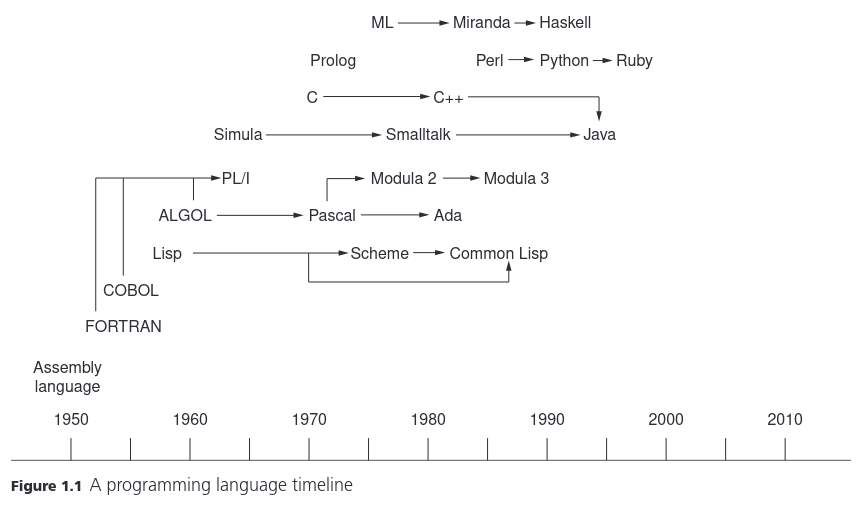 ML Miranda Haskell
Prolog Perl Python Ruby
C C++
Simula Smalltalk Java
PL/I Modula 2 Modula 3
ALGOL Pascal Ada
Lisp Scheme Common Lisp
COBOL
FORTRAN
Assembly
language
1950 1960 1970 1980 1990 2000 2010
Figure 1.1 A programming language timeline